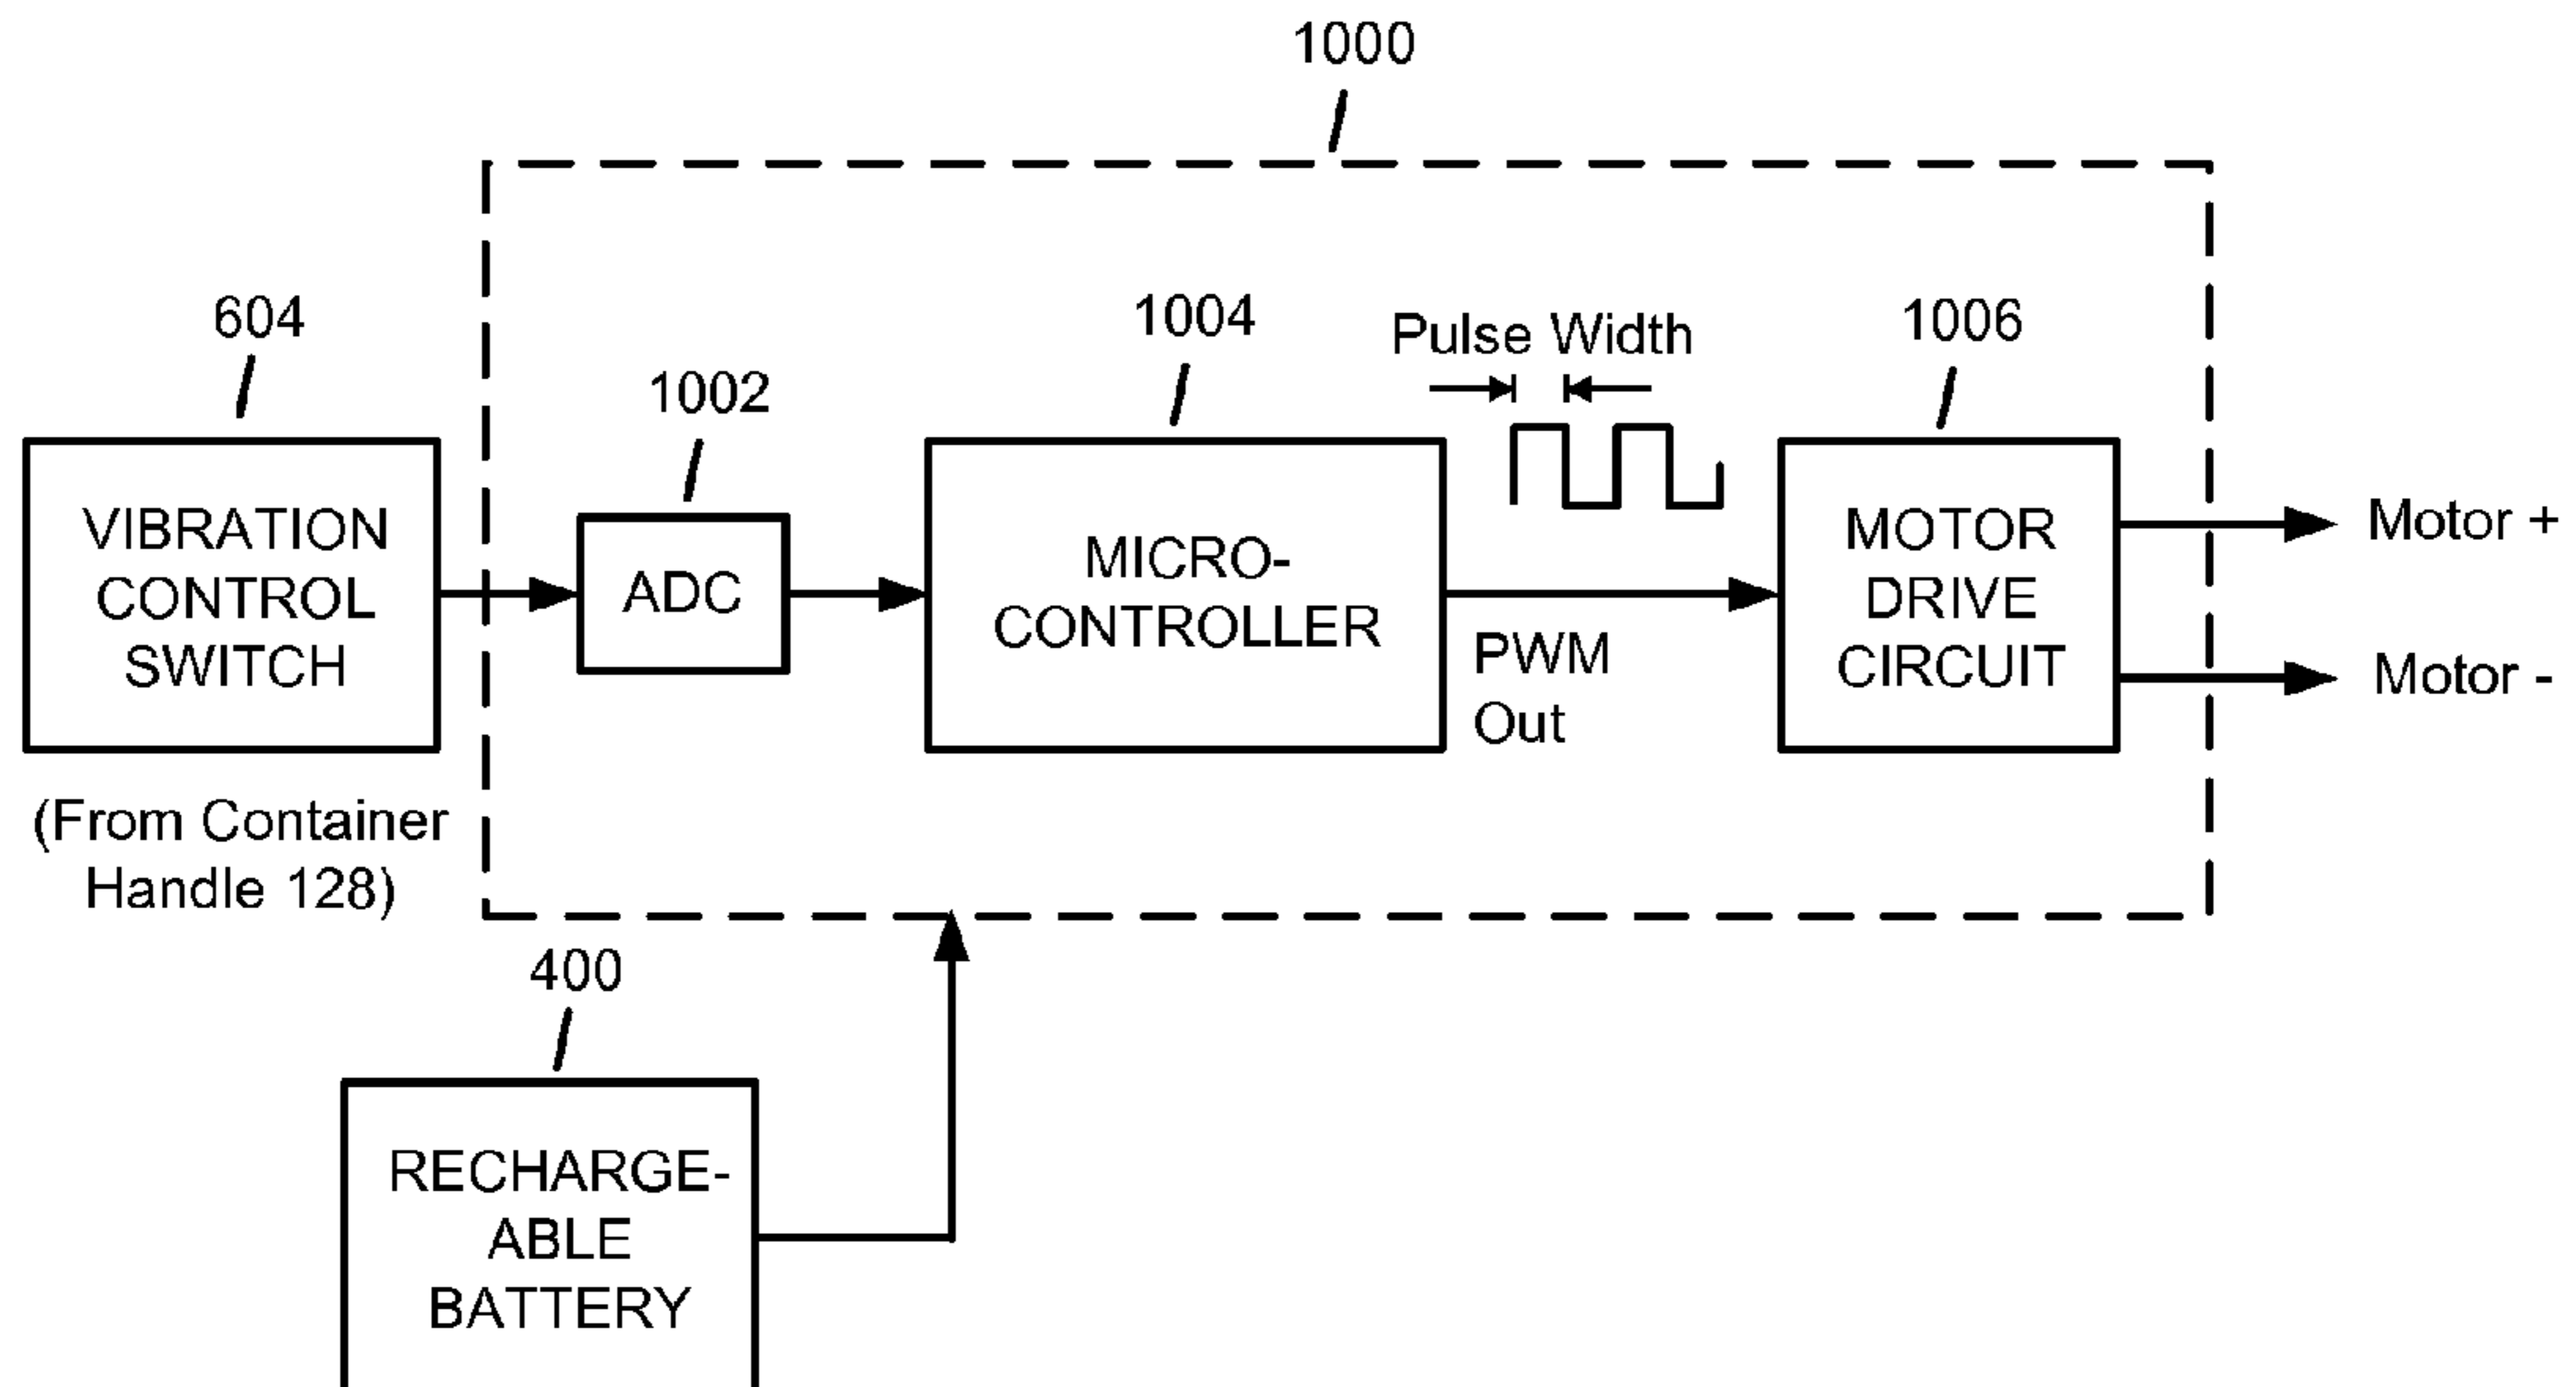 1000
604
1002
1004
Pulse Width
1006
VIBRATION
CONTROL
SWITCH
ADC
MICRO-
CONTROLLER
PWM
Out
MOTOR
DRIVE
CIRCUIT
Motor +
Motor -
(From Container
Handle 128)
400
RECHARGE-
ABLE
BATTERY